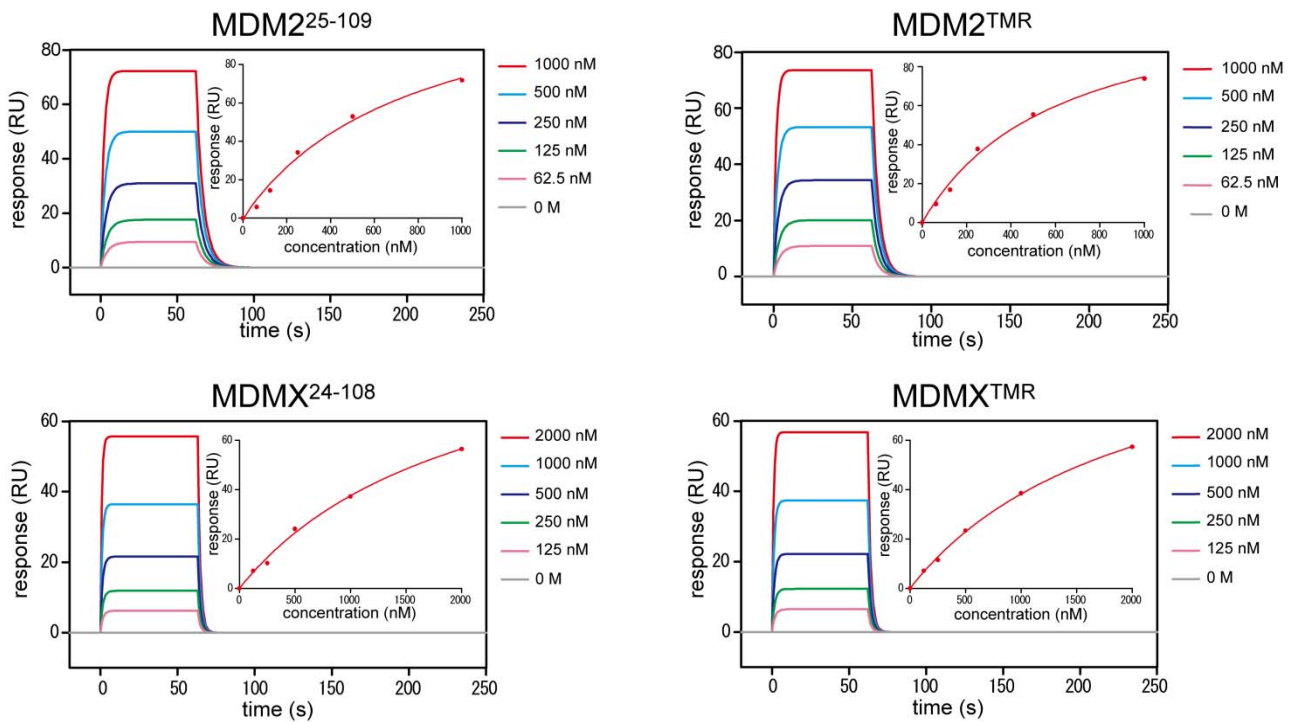 MDM2²⁵⁻¹⁰⁹
response (RU)
80
60
40
20
0
0 50 100 150 200 250
time (s)
response (RU)
80
60
40
20
0
0 200 400 600 800 1000
concentration (nM)
1000 nM
500 nM
250 nM
125 nM
62.5 nM
0 M
MDM2ᵀᴹᴿ
response (RU)
80
60
40
20
0
0 50 100 150 200 250
time (s)
response (RU)
80
60
40
20
0
0 200 400 600 800 1000
concentration (nM)
1000 nM
500 nM
250 nM
125 nM
62.5 nM
0 M
MDMX²⁴⁻¹⁰⁸
response (RU)
60
40
20
0
0 50 100 150 200 250
time (s)
response (RU)
60
40
20
0
0 500 1000 1500 2000
concentration (nM)
2000 nM
1000 nM
500 nM
250 nM
125 nM
0 M
MDMXᵀᴹᴿ
response (RU)
60
40
20
0
0 50 100 150 200 250
time (s)
response (RU)
60
40
20
0
0 500 1000 1500 2000
concentration (nM)
2000 nM
1000 nM
500 nM
250 nM
125 nM
0 M